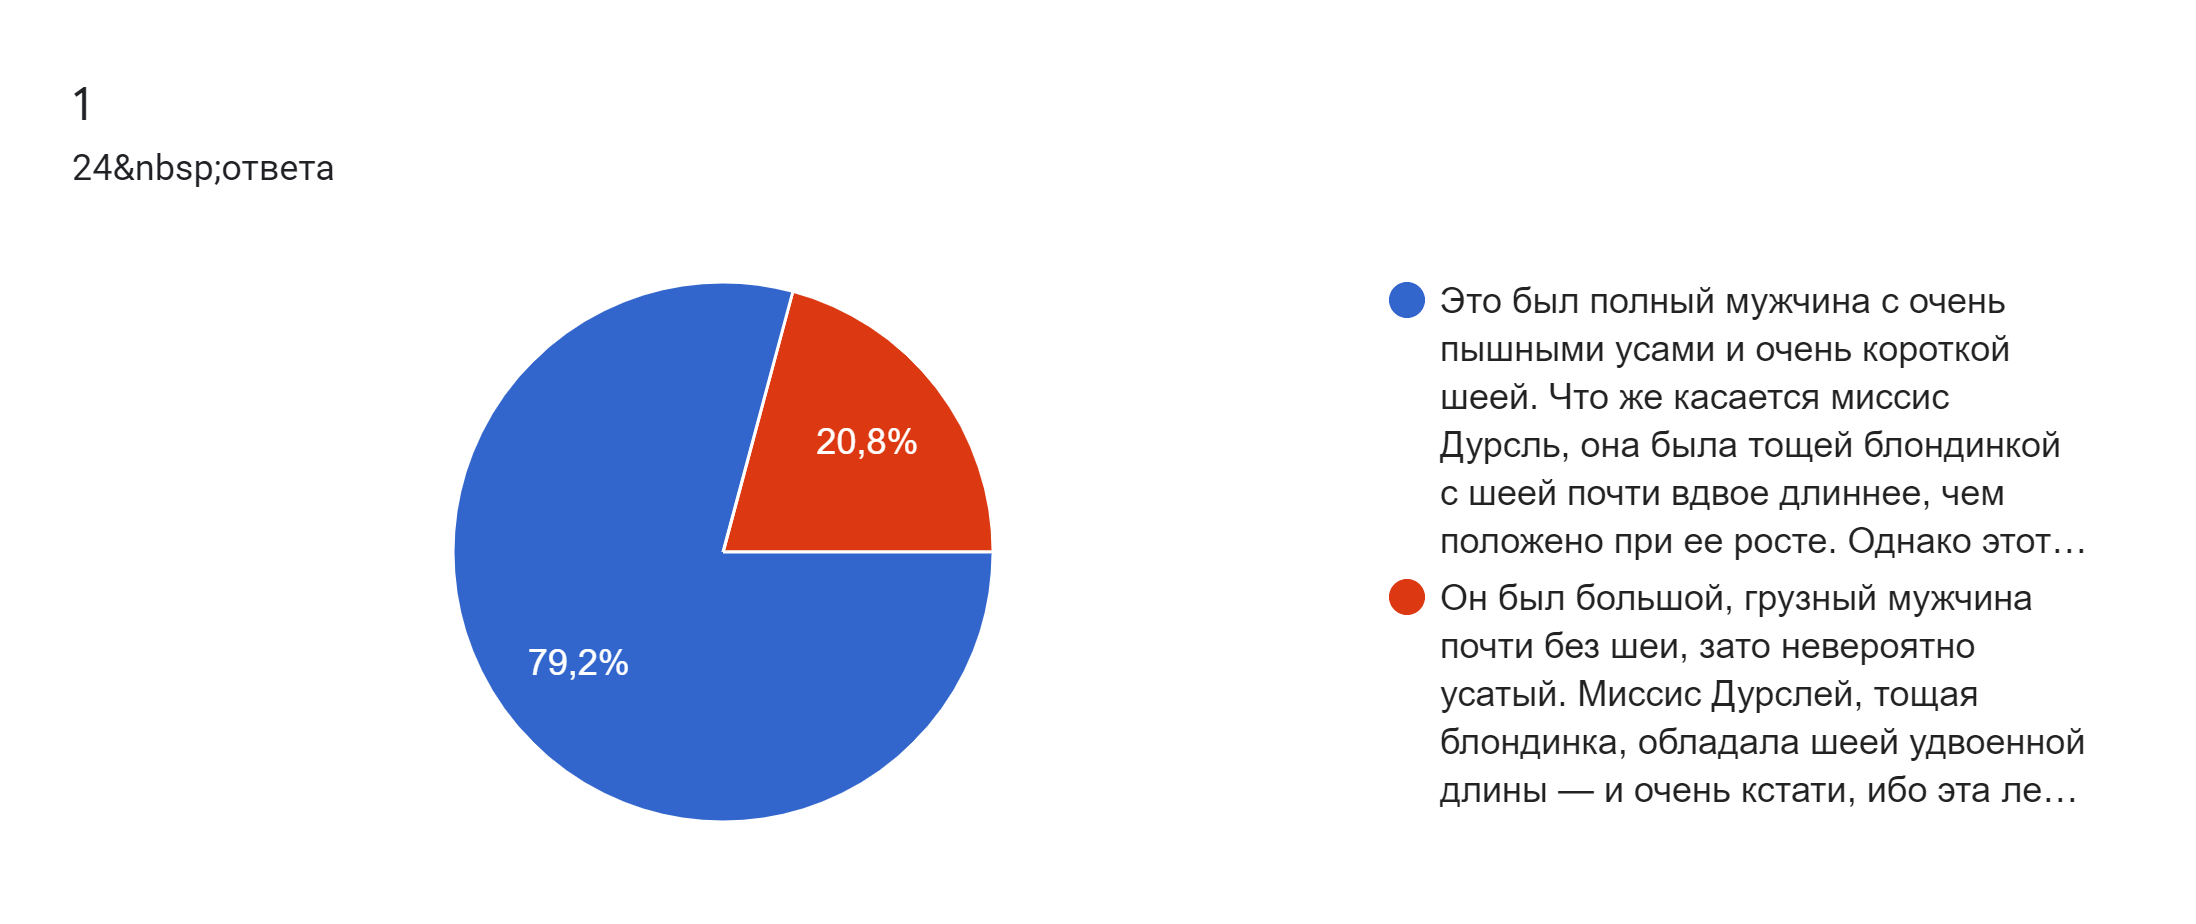 1
24&nbsp;ответа
20,8%
79,2%
Это был полный мужчина с очень
пышными усами и очень короткой
шеей. Что же касается миссис
Дурсль, она была тощей блондинкой
с шеей почти вдвое длиннее, чем
положено при ее росте. Однако этот…
Он был большой, грузный мужчина
почти без шеи, зато невероятно
усатый. Миссис Дурслей, тощая
блондинка, обладала шеей удвоенной
длины — и очень кстати, ибо эта ле…